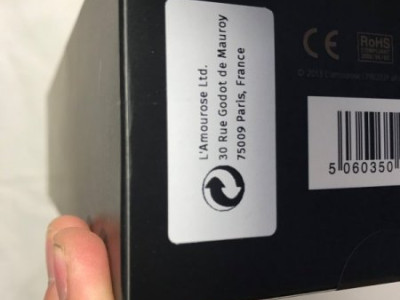 L'Amourose Ltd.
30 Rue Godot de Mauroy
75009 Paris, France
CE
RoHS
5 060350